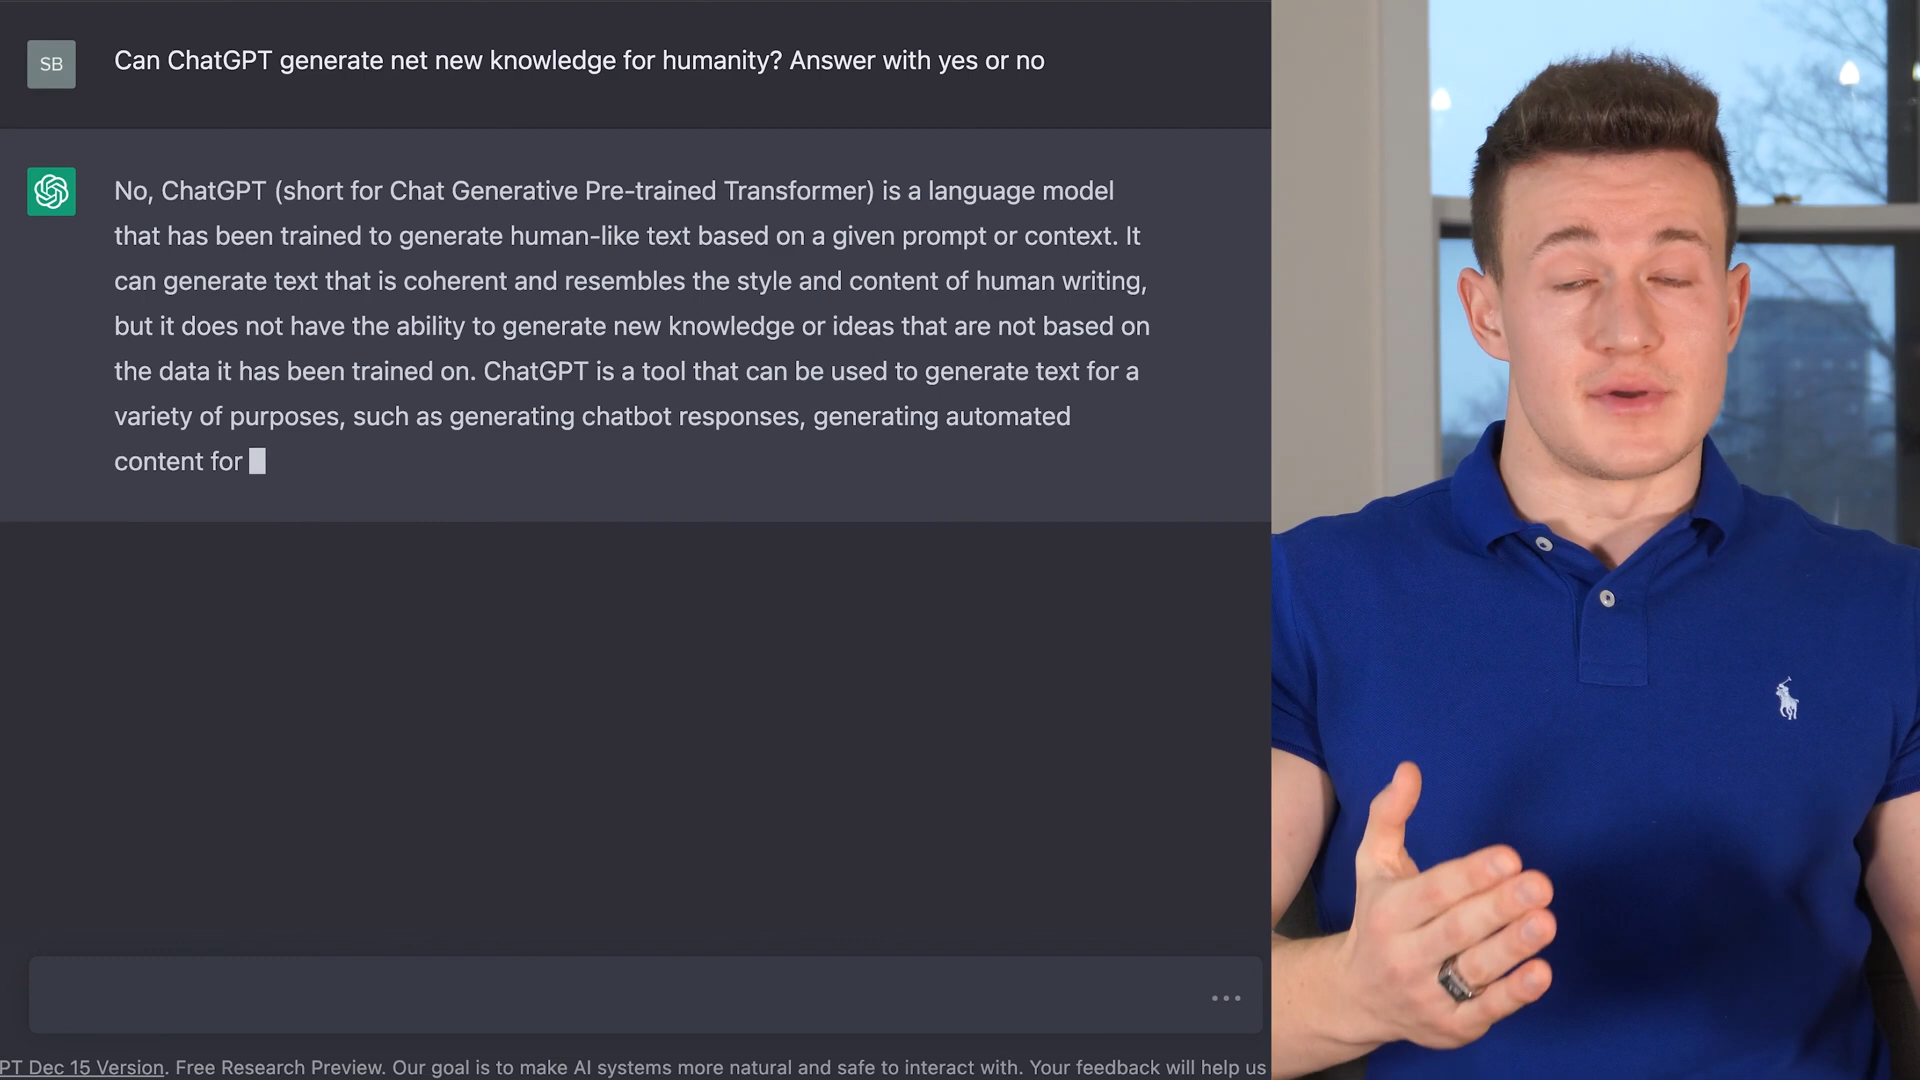 SB
Can ChatGPT generate net new knowledge for humanity? Answer with yes or no
No, ChatGPT (short for Chat Generative Pre-trained Transformer) is a language model
that has been trained to generate human-like text based on a given prompt or context. It
can generate text that is coherent and resembles the style and content of human writing,
but it does not have the ability to generate new knowledge or ideas that are not based on
the data it has been trained on. ChatGPT is a tool that can be used to generate text for a
variety of purposes, such as generating chatbot responses, generating automated
content for
PT Dec 15 Version. Free Research Preview. Our goal is to make AI systems more natural and safe to interact with. Your feedback will help us